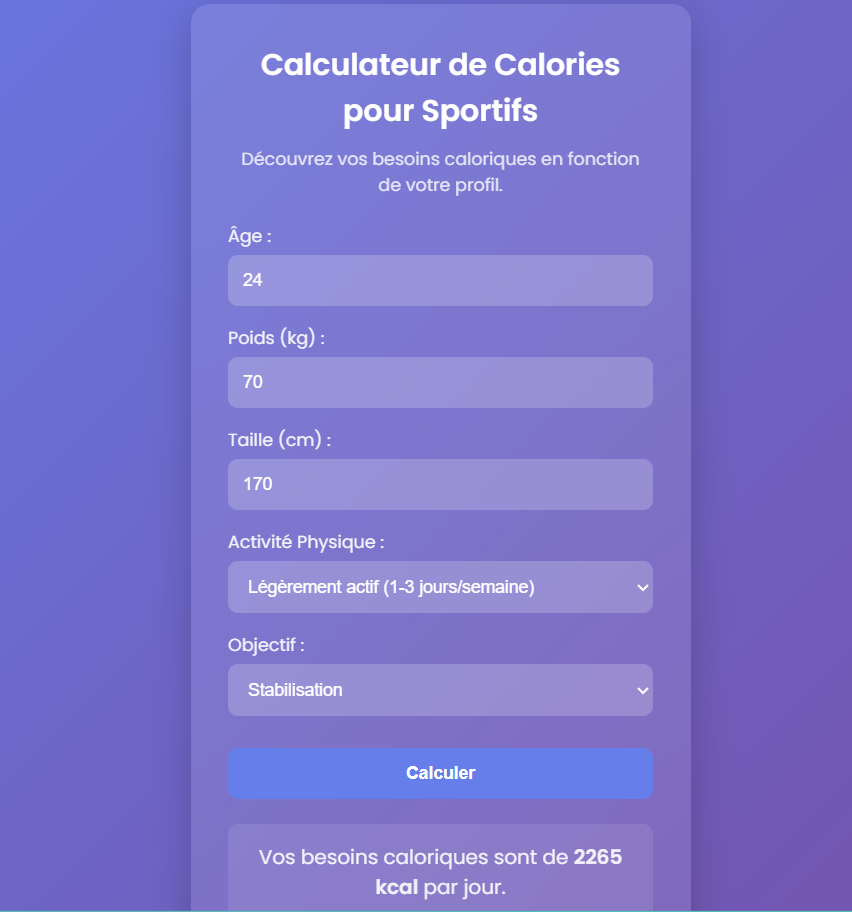 Calculateur de Calories
pour Sportifs
Découvrez vos besoins caloriques en fonction
de votre profil.
Âge :
24
Poids (kg) :
70
Taille (cm) :
170
Activité Physique :
Légèrement actif (1-3 jours/semaine)
Objectif :
Stabilisation
Calculer
Vos besoins caloriques sont de 2265
kcal par jour.